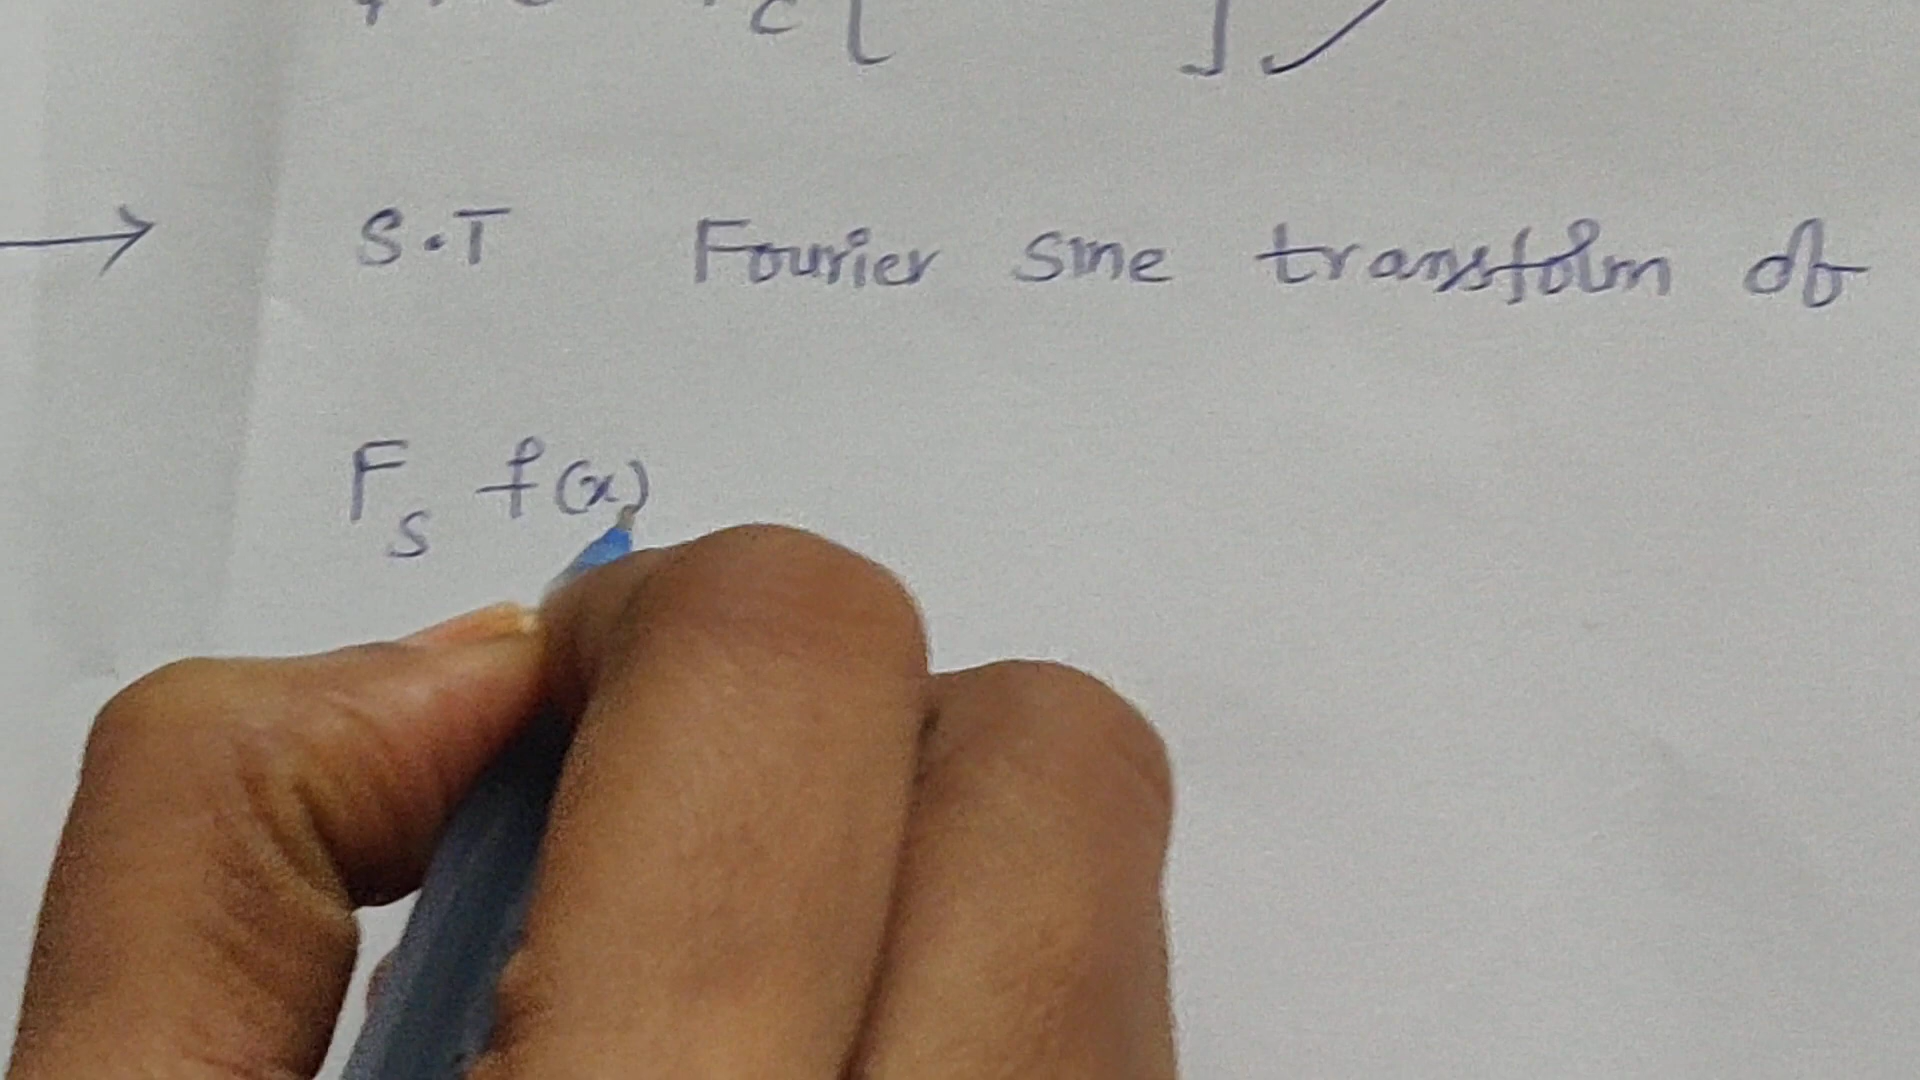 c [ ]
→ S.T Fourier sine transform of
F_s f(x)